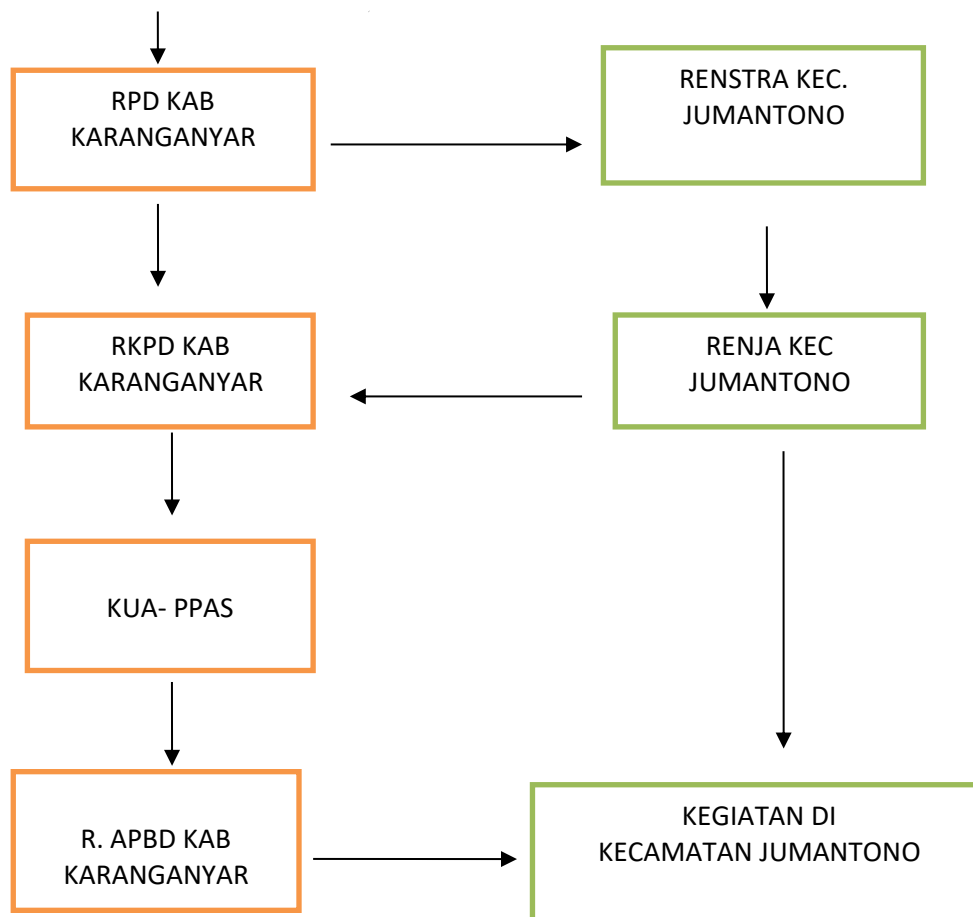 RPD KAB
KARANGANYAR
RENSTRA KEC.
JUMANTONO
RKPD KAB
KARANGANYAR
RENJA KEC
JUMANTONO
KUA- PPAS
R. APBD KAB
KARANGANYAR
KEGIATAN DI
KECAMATAN JUMANTONO